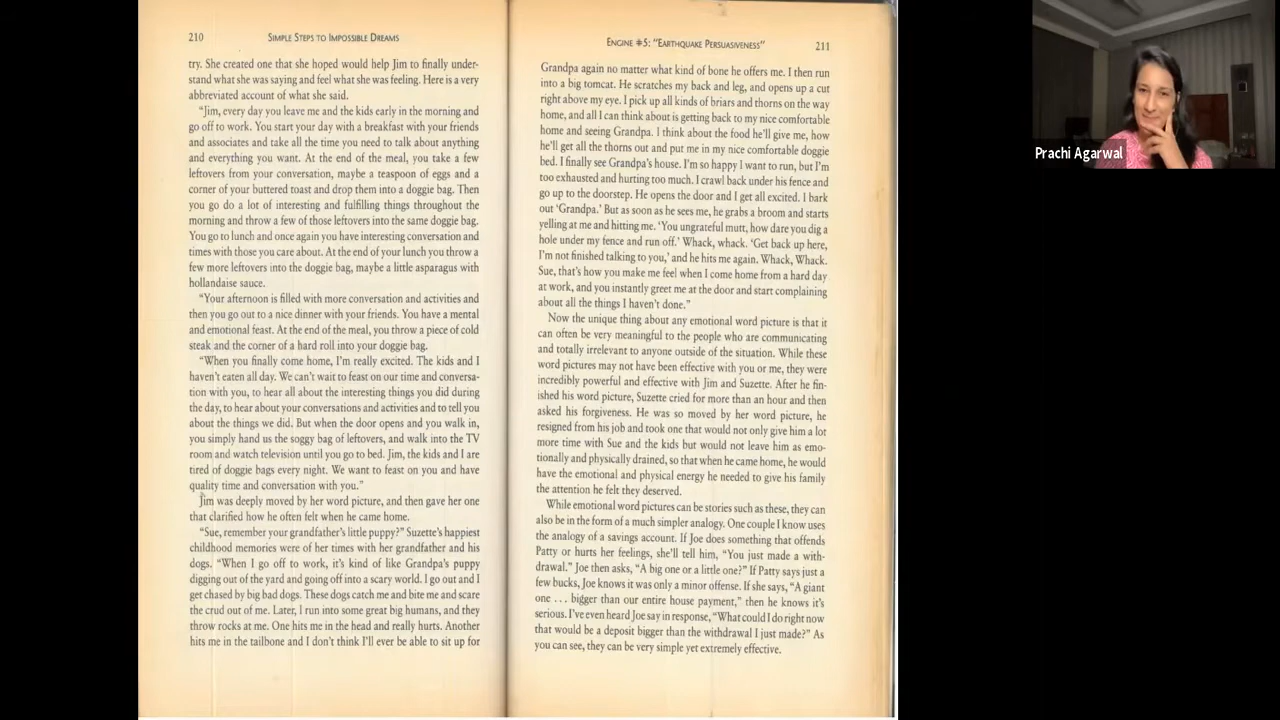 210
SIMPLE STEPS TO IMPOSSIBLE DREAMS
try. She created one that she hoped would help Jim to finally under-
stand what she was saying and feel what she was feeling. Here is a very
abbreviated account of what she said.
"Jim, every day you leave me and the kids early in the morning and
go off to work. You start your day with a breakfast with your friends
and associates and take all the time you need to talk about anything
and everything you want. At the end of the meal, you take a few
leftovers from your conversation, maybe a teaspoon of eggs and a
corner of your buttered toast and drop them into a doggie bag. Then
you go do a lot of interesting and fulfilling things throughout the
morning and throw a few of those leftovers into the same doggie bag.
You go to lunch and once again you have interesting conversation and
times with those you care about. At the end of your lunch you throw a
few more leftovers into the doggie bag, maybe a little asparagus with
hollandaise sauce.
"Your afternoon is filled with more conversation and activities and
then you go out to a nice dinner with your friends. You have a mental
and emotional feast. At the end of the meal, you throw a piece of cold
steak and the corner of a hard roll into your doggie bag.
"When you finally come home, I'm really excited. The kids and I
haven't eaten all day. We can't wait to feast on our time and conversa-
tion with you, to hear all about the interesting things you did during
the day, to hear about your conversations and activities and to tell you
about the things we did. But when the door opens and you walk in,
you simply hand us the soggy bag of leftovers, and walk into the TV
room and watch television until you go to bed. Jim, the kids and I are
tired of doggie bags every night. We want to feast on you and have
quality time and conversation with you."
Jim was deeply moved by her word picture, and then gave her one
that clarified how he often felt when he came home.
"Sue, remember your grandfather's little puppy?" Suzette's happiest
childhood memories were of her times with her grandfather and his
dogs. "When I go off to work, it's kind of like Grandpa's puppy
digging out of the yard and going off into a scary world. I go out and I
get chased by big bad dogs. These dogs catch me and bite me and scare
the crud out of me. Later, I run into some great big humans, and they
throw rocks at me. One hits me in the head and really hurts. Another
hits me in the tailbone and I don't think I'll ever be able to sit up for
ENGINE #5: "EARTHQUAKE PERSUASIVENESS"
211
Grandpa again no matter what kind of bone he offers me. I then run
into a big tomcat. He scratches my back and leg, and opens up a cut
right above my eye. I pick up all kinds of briars and thorns on the way
home, and all I can think about is getting back to my nice comfortable
home and seeing Grandpa. I think about the food he'll give me, how
he'll get all the thorns out and put me in my nice comfortable doggie
bed. I finally see Grandpa's house. I'm so happy I want to run, but I'm
too exhausted and hurting too much. I crawl back under his fence and
go up to the doorstep. He opens the door and I get all excited. I bark
out 'Grandpa.' But as soon as he sees me, he grabs a broom and starts
yelling at me and hitting me. 'You ungrateful mutt, how dare you dig a
hole under my fence and run off.' Whack, whack. 'Get back up here,
I'm not finished talking to you,' and he hits me again. Whack, Whack.
Sue, that's how you make me feel when I come home from a hard day
at work, and you instantly greet me at the door and start complaining
about all the things I haven't done."
Now the unique thing about any emotional word picture is that it
can often be very meaningful to the people who are communicating
and totally irrelevant to anyone outside of the situation. While these
word pictures may not have been effective with you or me, they were
incredibly powerful and effective with Jim and Suzette. After he fin-
ished his word picture, Suzette cried for more than an hour and then
asked his forgiveness. He was so moved by her word picture, he
resigned from his job and took one that would not only give him a lot
more time with Sue and the kids but would not leave him as emo-
tionally and physically drained, so that when he came home, he would
have the emotional and physical energy he needed to give his family
the attention he felt they deserved.
While emotional word pictures can be stories such as these, they can
also be in the form of a much simpler analogy. One couple I know uses
the analogy of a savings account. If Joe does something that offends
Patty or hurts her feelings, she'll tell him, "You just made a with-
drawal." Joe then asks, "A big one or a little one?" If Patty says just a
few bucks, Joe knows it was only a minor offense. If she says, "A giant
one . . . bigger than our entire house payment," then he knows it's
serious. I've even heard Joe say in response, "What could I do right now
that would be a deposit bigger than the withdrawal I just made?" As
you can see, they can be very simple yet extremely effective.
Prachi Agarwal